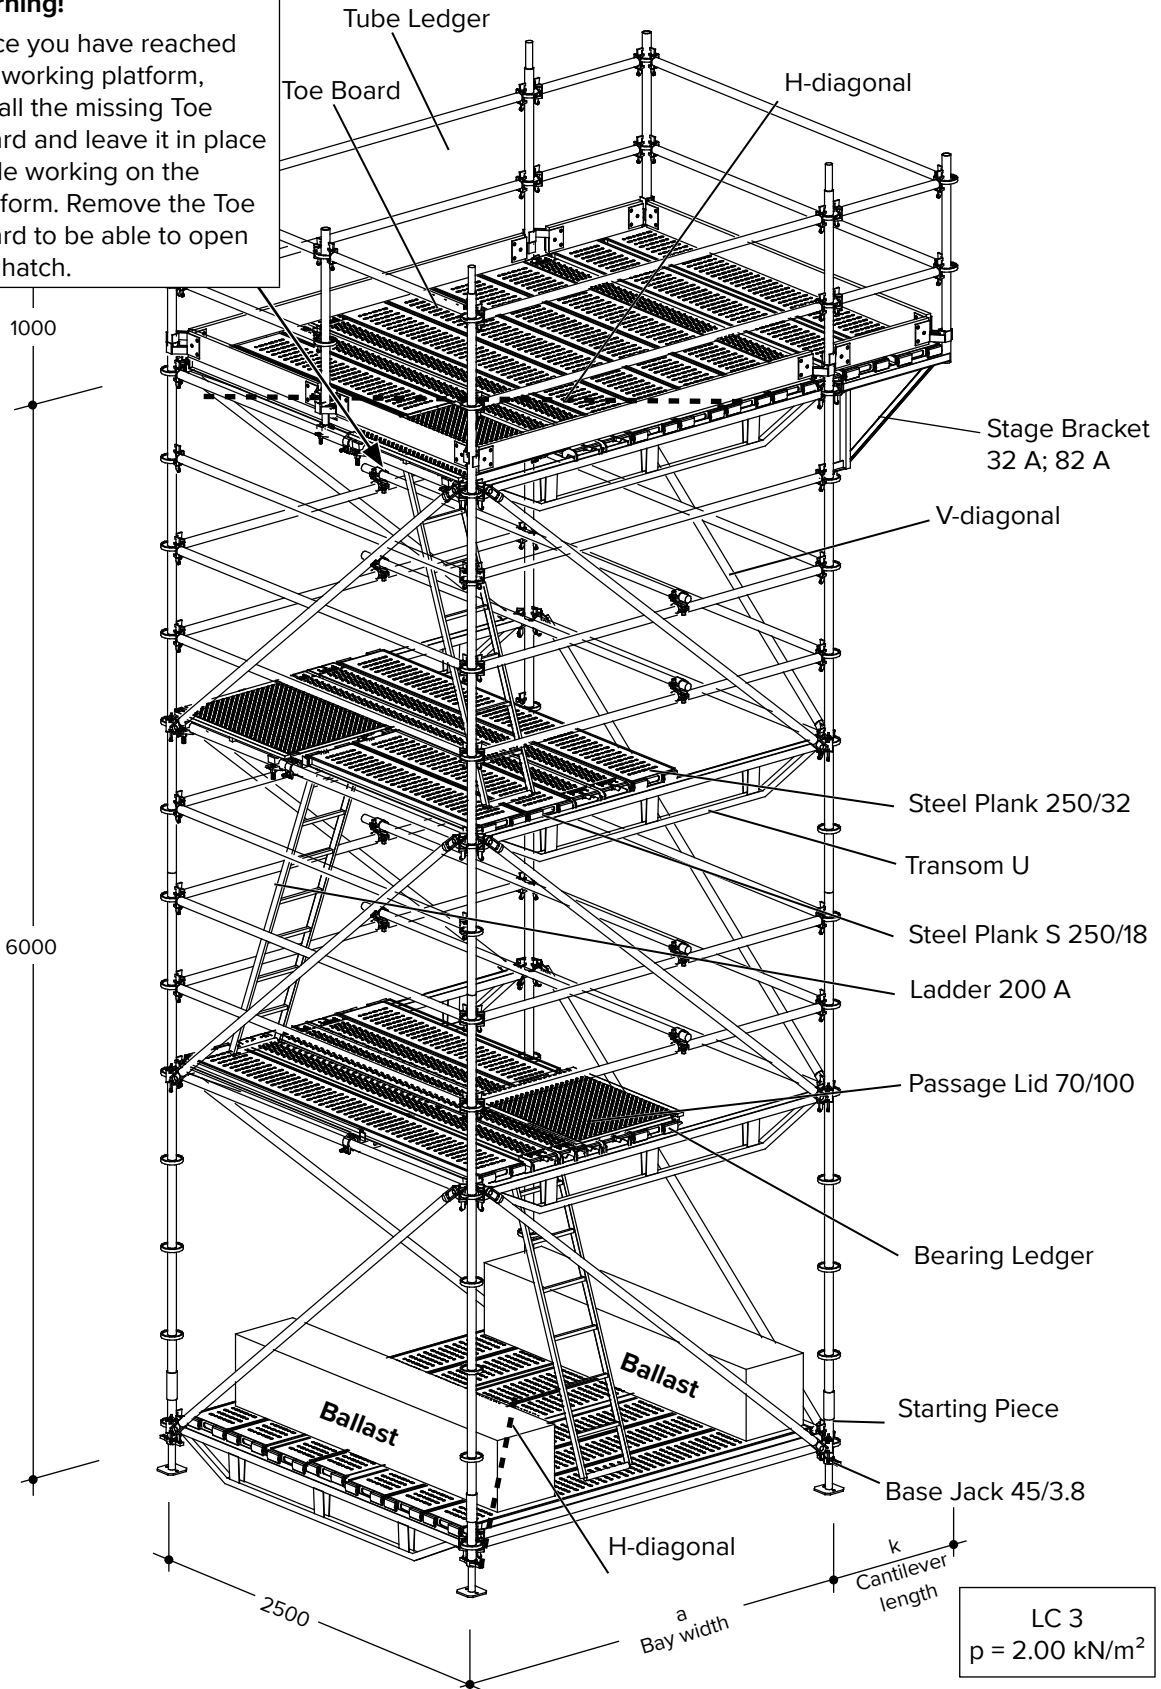 rning!
ce you have reached
working platform,
all the missing Toe
ard and leave it in place
le working on the
form. Remove the Toe
ard to be able to open
hatch.
Tube Ledger
Toe Board
H-diagonal
1000
Stage Bracket
32 A; 82 A
V-diagonal
Steel Plank 250/32
Transom U
Steel Plank S 250/18
6000
Ladder 200 A
Passage Lid 70/100
Bearing Ledger
Ballast
Ballast
Starting Piece
Base Jack 45/3.8
H-diagonal
2500
a
Bay width
k
Cantilever
length
LC 3
p = 2.00 kN/m²